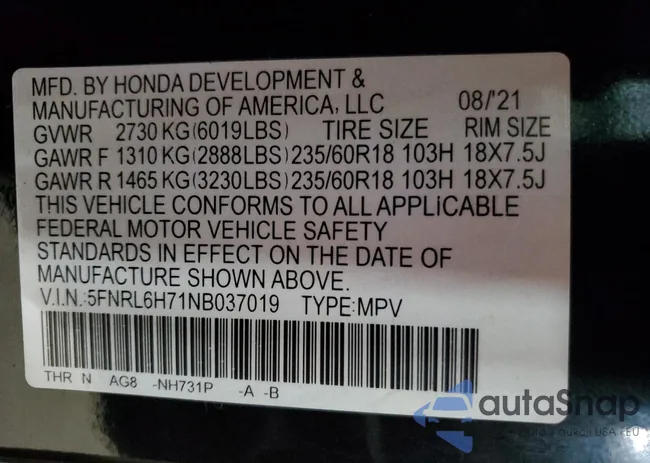 MFD. BY HONDA DEVELOPMENT &
MANUFACTURING OF AMERICA, LLC 08/'21
GVWR 2730 KG(6019LBS) TIRE SIZE RIM SIZE
GAWR F 1310 KG(2888LBS) 235/60R18 103H 18X7.5J
GAWR R 1465 KG(3230LBS) 235/60R18 103H 18X7.5J
THIS VEHICLE CONFORMS TO ALL APPLICABLE
FEDERAL MOTOR VEHICLE SAFETY
STANDARDS IN EFFECT ON THE DATE OF
MANUFACTURE SHOWN ABOVE.
V.I.N.:5FNRL6H71NB037019 TYPE:MPV
THR N AG8 -NH731P -A -B
autoSnap
USA
EU